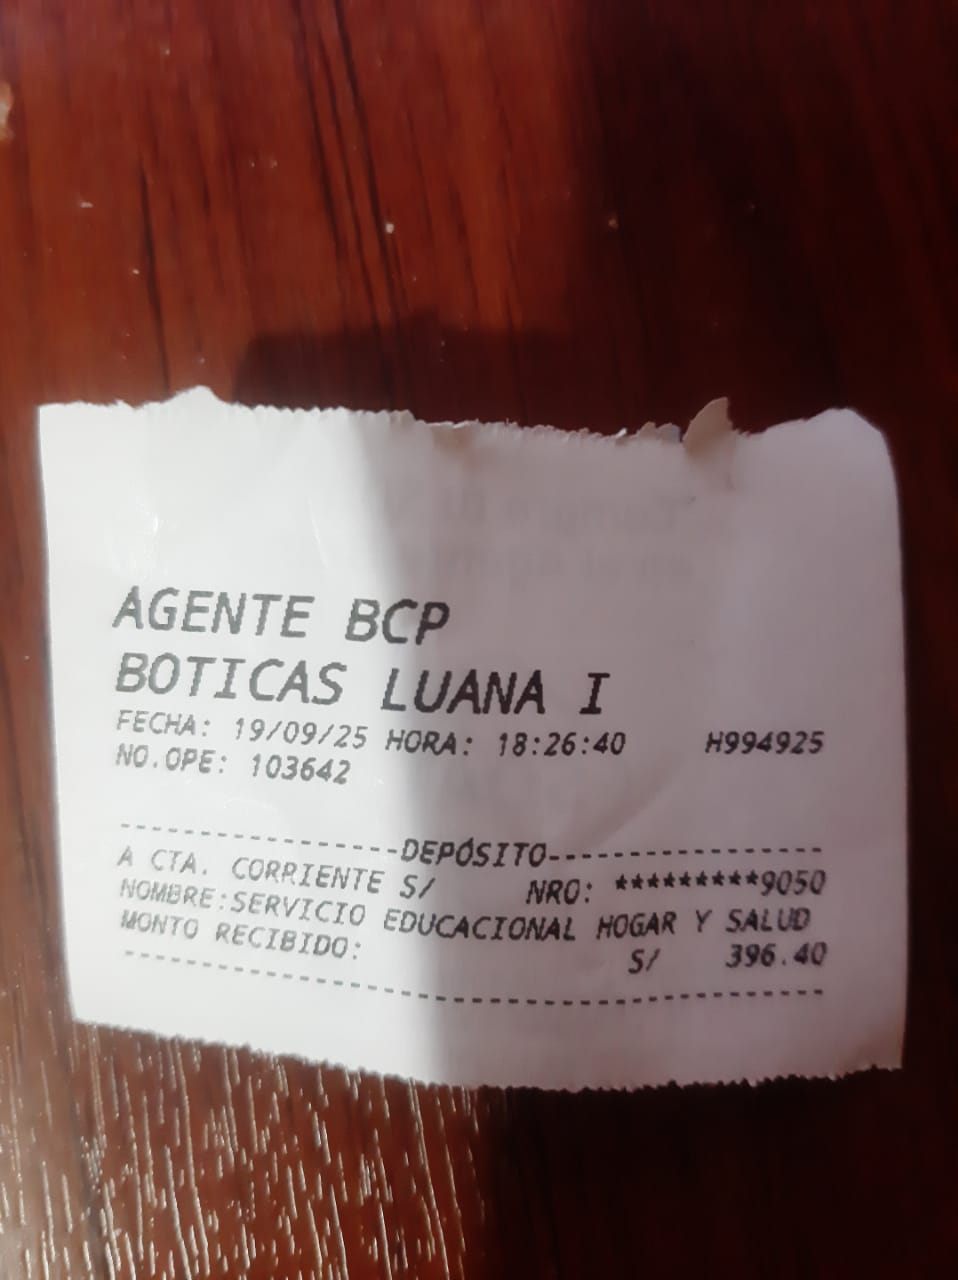 AGENTE BCP
BOTICAS LUANA I
FECHA: 19/09/25 HORA: 18:26:40 H994925
NO.OPE: 103642
-----------------DEPÓSITO-----------------
A CTA. CORRIENTE S/ NRO: *********9050
NOMBRE:SERVICIO EDUCACIONAL HOGAR Y SALUD
MONTO RECIBIDO: S/ 396.40
------------------------------------------